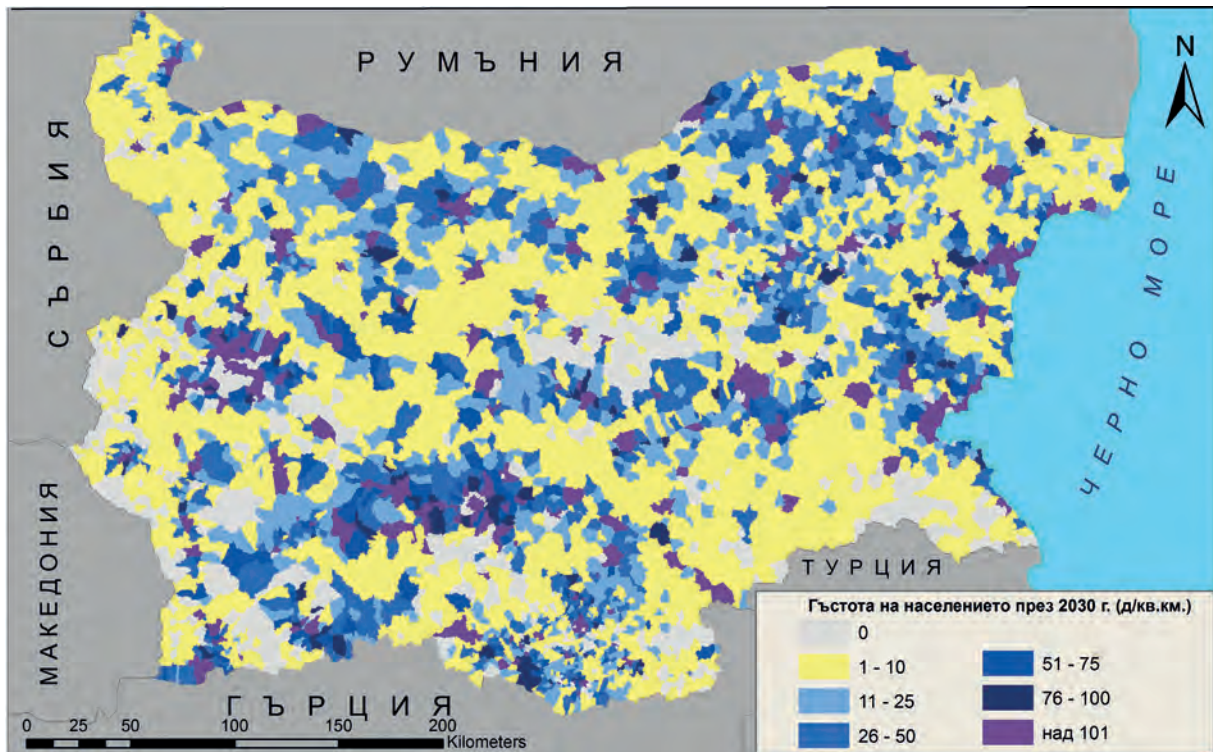 РУМЪНИЯ
N
СЪРБИЯ
ЧЕРНО МОРЕ
МАКЕДОНИЯ
ТУРЦИЯ
ГЪРЦИЯ
Гъстота на населението през 2030 г. (д/кв.км.)
0
1 - 10
11 - 25
26 - 50
51 - 75
76 - 100
над 101
0 25 50 100 150 200
Kilometers